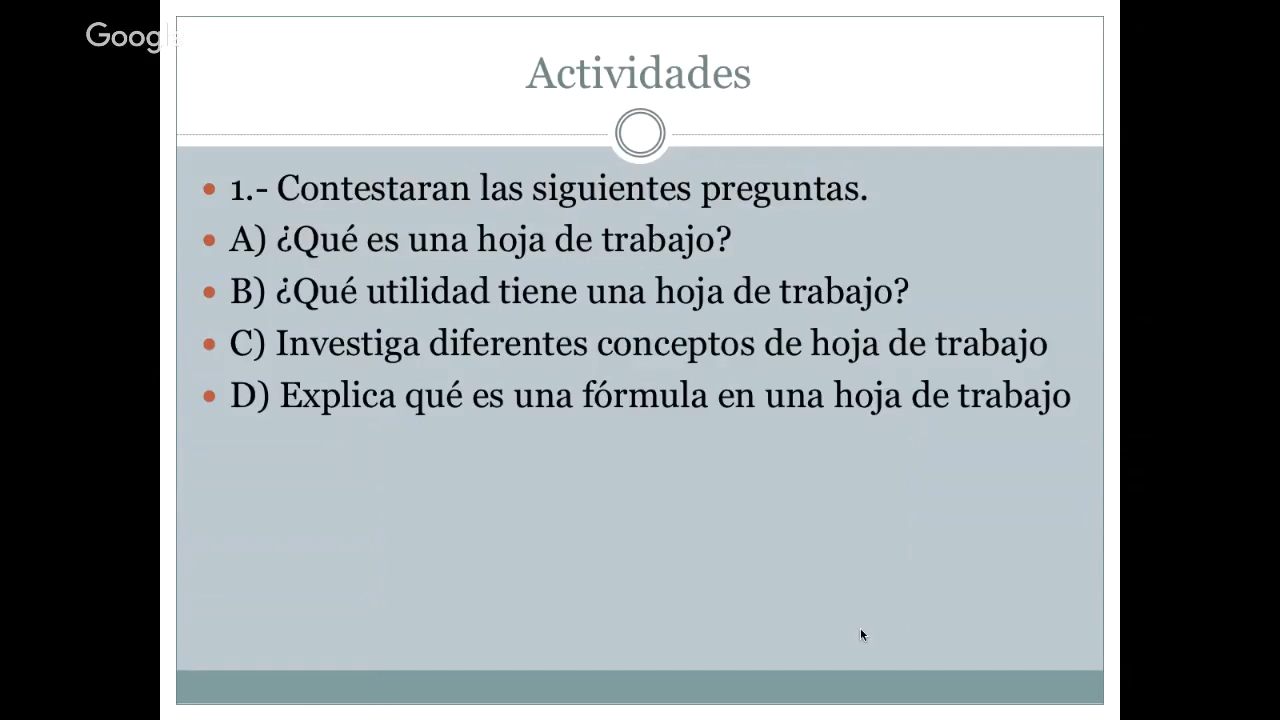 Google
Actividades
1.- Contestaran las siguientes preguntas.
A) ¿Qué es una hoja de trabajo?
B) ¿Qué utilidad tiene una hoja de trabajo?
C) Investiga diferentes conceptos de hoja de trabajo
D) Explica qué es una fórmula en una hoja de trabajo